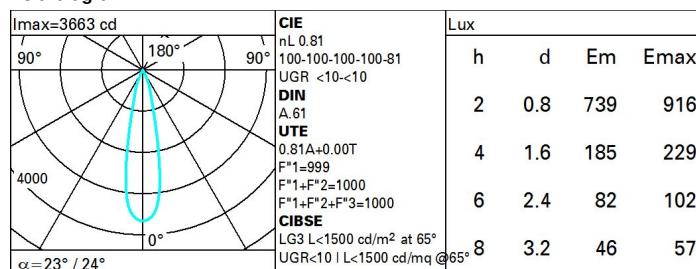 Imax=3663 cd
90° 180° 90°
4000
0°
α=23° / 24°
CIE
nL 0.81
100-100-100-100-81
UGR <10-<10
DIN
A.61
UTE
0.81A+0.00T
F"1=999
F"1+F"2=1000
F"1+F"2+F"3=1000
CIBSE
LG3 L<1500 cd/m² at 65°
UGR<10 | L<1500 cd/mq @65°
Lux
h d Em Emax
2 0.8 739 916
4 1.6 185 229
6 2.4 82 102
8 3.2 46 57